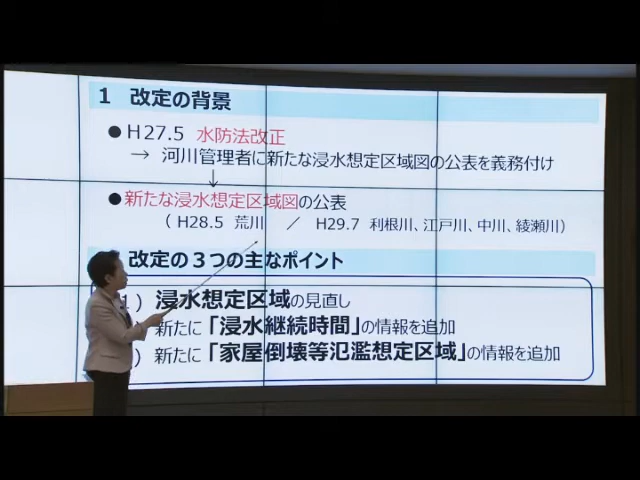 1 改定の背景
●H27.5 水防法改正
→ 河川管理者に新たな浸水想定区域図の公表を義務付け
↓
●新たな浸水想定区域図の公表
( H28.5 荒川 ／ H29.7 利根川、江戸川、中川、綾瀬川)
改定の3つの主なポイント
1) 浸水想定区域の見直し
新たに「浸水継続時間」の情報を追加
) 新たに「家屋倒壊等氾濫想定区域」の情報を追加